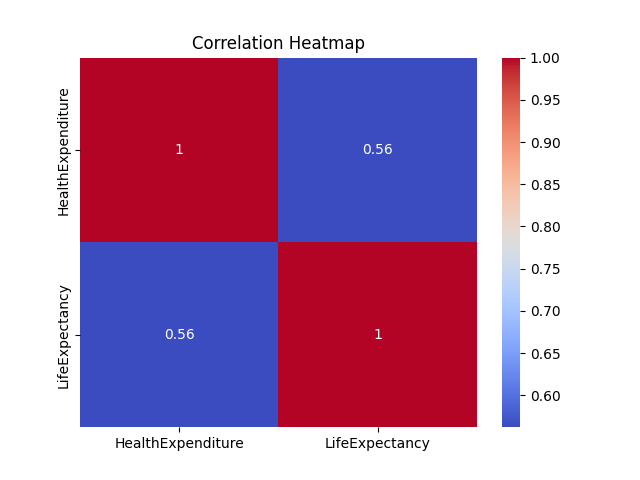 Correlation Heatmap
HealthExpenditure
LifeExpectancy
1
0.56
0.56
1
HealthExpenditure
LifeExpectancy
1.00
0.95
0.90
0.85
0.80
0.75
0.70
0.65
0.60